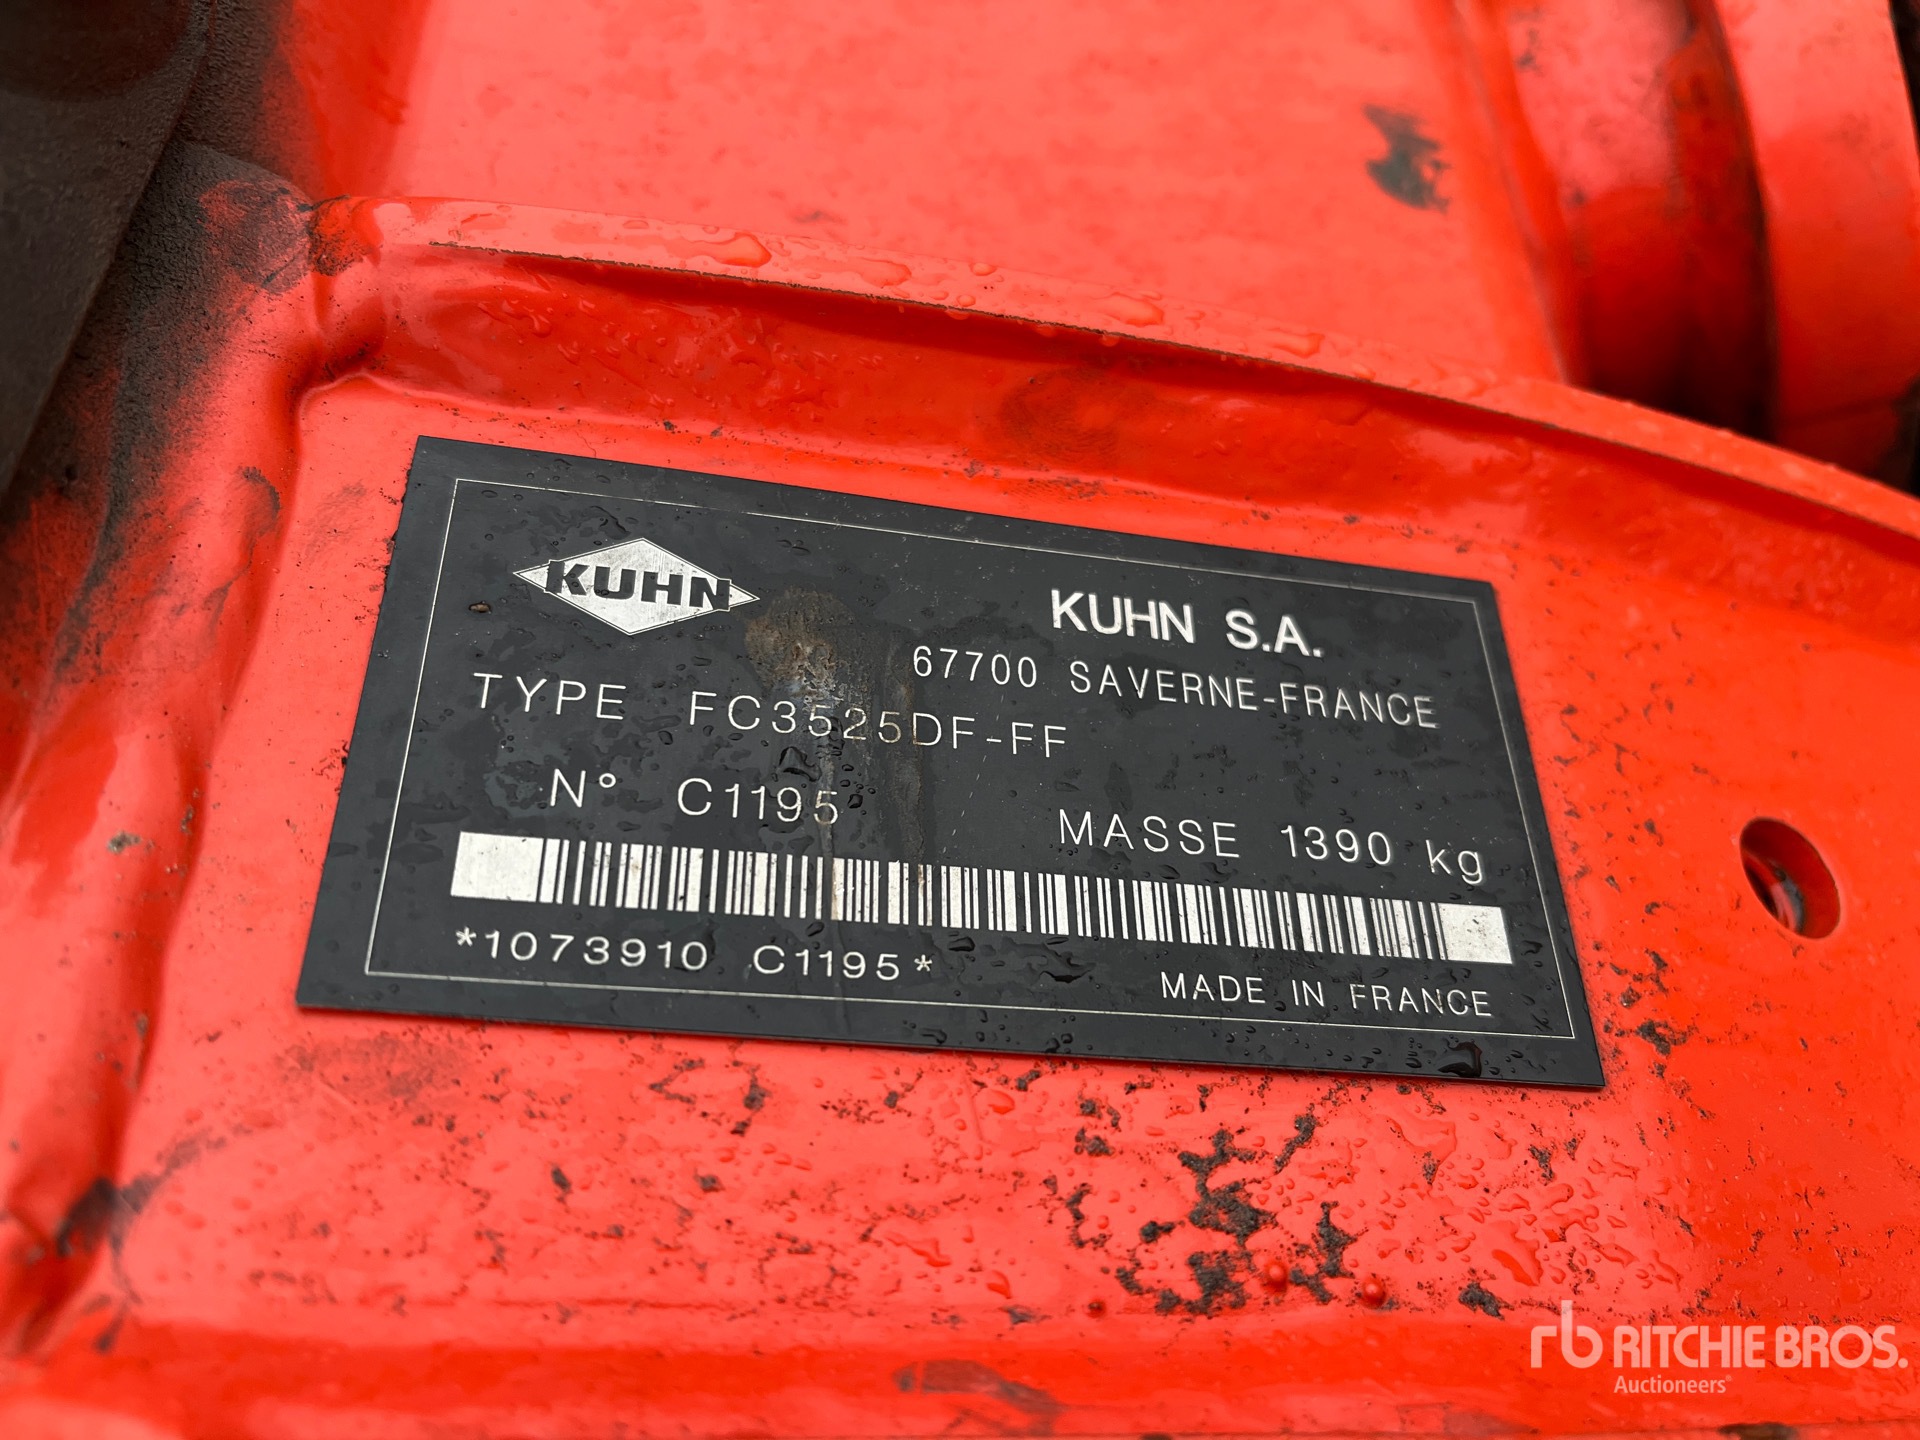 KUHN
KUHN S.A.
67700 SAVERNE-FRANCE
TYPE FC3525DF-FF
N° C1195
MASSE 1390 kg
*1073910 C1195*
MADE IN FRANCE
rb RITCHIE BROS.
Auctioneers